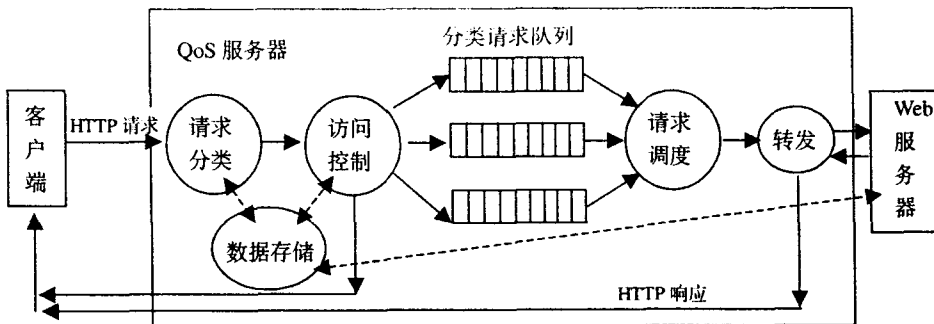 分类请求队列
QoS 服务器
客户端
HTTP 请求
请求
分类
访问
控制
请求
调度
转发
Web
服务器
数据存储
HTTP 响应